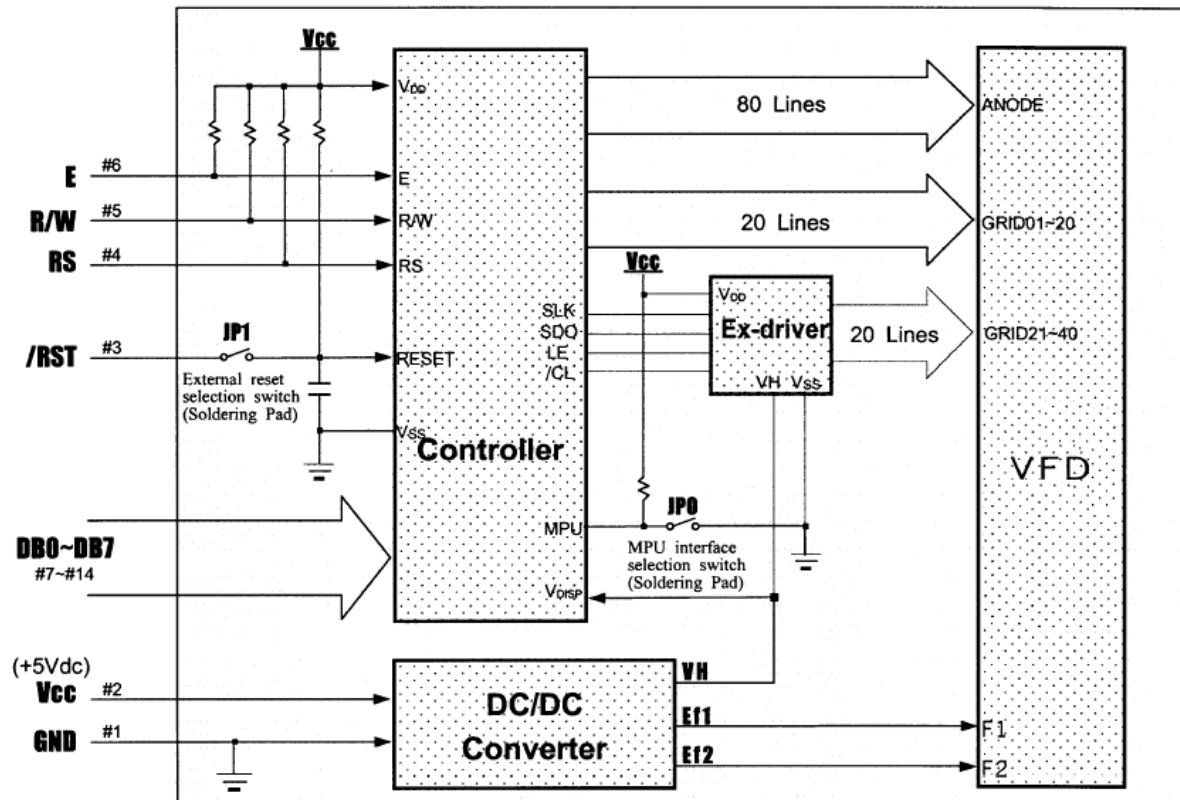 Vcc
VDD
80 Lines
ANODE
#6
E
E
#5
R/W
R/W
20 Lines
GRID01~20
#4
RS
RS
Vcc
VDD
SLK
Ex-driver
SDO
20 Lines
GRID21~40
LE
/CL
VH VSS
JP1
#3
/RST
RESET
External reset
selection switch
(Soldering Pad)
VSS
Controller
VFD
JP0
MPU
DB0~DB7
#7~#14
MPU interface
selection switch
(Soldering Pad)
VDISP
(+5Vdc)
Vcc
#2
VH
DC/DC
Converter
Ef1
F1
GND
#1
Ef2
F2